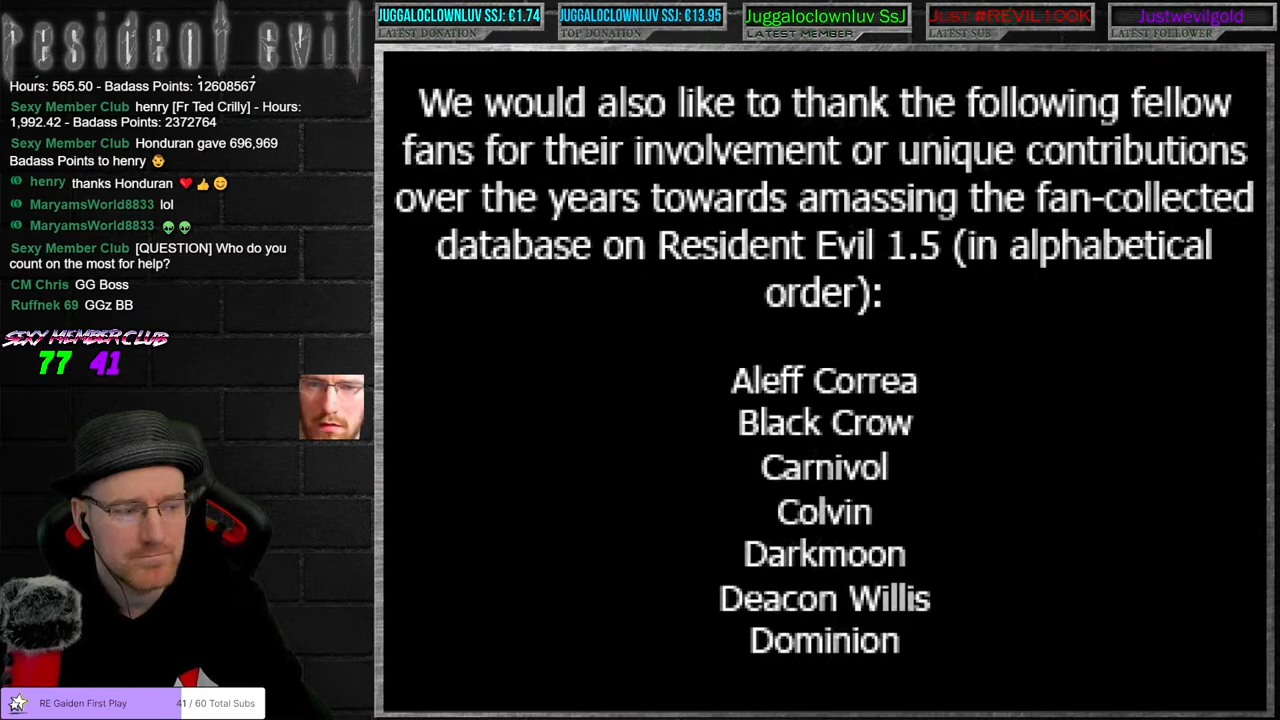 resident evil
Hours: 565.50 - Badass Points: 12608567
Sexy Member Club henry [Fr Ted Crilly] - Hours:
1,992.42 - Badass Points: 2372764
Sexy Member Club Honduran gave 696,969
Badass Points to henry 👨
henry thanks Honduran ❤️👍😊
MaryamsWorld8833 lol
MaryamsWorld8833 👽👽
Sexy Member Club [QUESTION] Who do you
count on the most for help?
CM Chris GG Boss
Ruffnek 69 GGz BB
SEXY MEMBER CLUB
77 41
RE Gaiden First Play 41 / 60 Total Subs
JUGGALOCLOWNLUV SSJ: €1.74
LATEST DONATION
JUGGALOCLOWNLUV SSJ: €13.95
TOP DONATION
Juggaloclownluv SsJ
LATEST MEMBER
JUST #REVIL 100K
LATEST SUB
Justwevilgold
LATEST FOLLOWER
We would also like to thank the following fellow
fans for their involvement or unique contributions
over the years towards amassing the fan-collected
database on Resident Evil 1.5 (in alphabetical
order):
Aleff Correa
Black Crow
Carnivol
Colvin
Darkmoon
Deacon Willis
Dominion